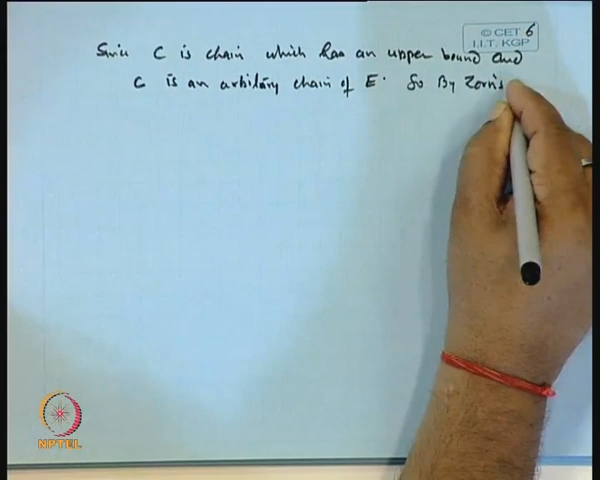 © CET 6
I.I.T. KGP
Since C is chain which has an upper bound and
C is an arbitrary chain of E. So By Zorn's
NPTEL